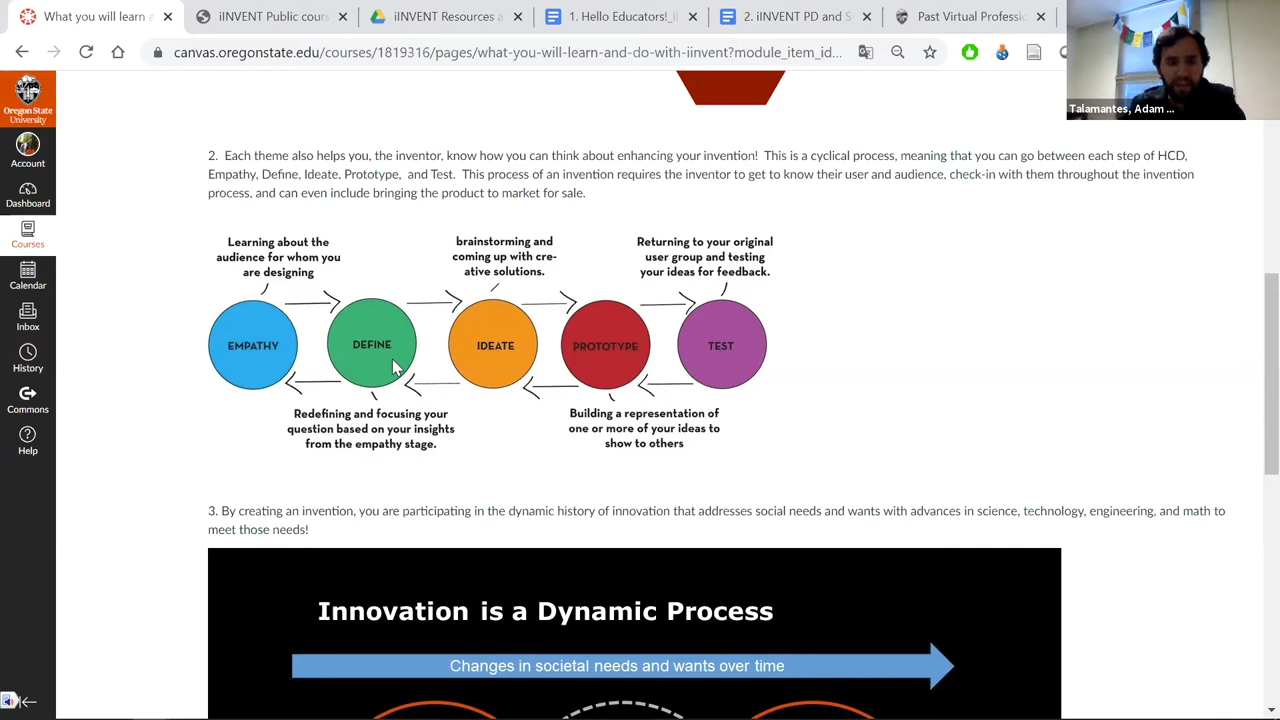 What you will learn a
iINVENT Public cours
iINVENT Resources a
1. Hello Educators!_i
2. iINVENT PD and S
Past Virtual Professi
canvas.oregonstate.edu/courses/1819316/pages/what-you-will-learn-and-do-with-iinvent?module_item_id...
Talamantes, Adam ...
Oregon State
University
Account
Dashboard
Courses
Calendar
Inbox
History
Commons
Help
2. Each theme also helps you, the inventor, know how you can think about enhancing your invention! This is a cyclical process, meaning that you can go between each step of HCD,
Empathy, Define, Ideate, Prototype, and Test. This process of an invention requires the inventor to get to know their user and audience, check-in with them throughout the invention
process, and can even include bringing the product to market for sale.
Learning about the
audience for whom you
are designing
brainstorming and
coming up with cre-
ative solutions.
Returning to your original
user group and testing
your ideas for feedback.
EMPATHY
DEFINE
IDEATE
PROTOTYPE
TEST
Redefining and focusing your
question based on your insights
from the empathy stage.
Building a representation of
one or more of your ideas to
show to others
3. By creating an invention, you are participating in the dynamic history of innovation that addresses social needs and wants with advances in science, technology, engineering, and math to
meet those needs!
Innovation is a Dynamic Process
Changes in societal needs and wants over time